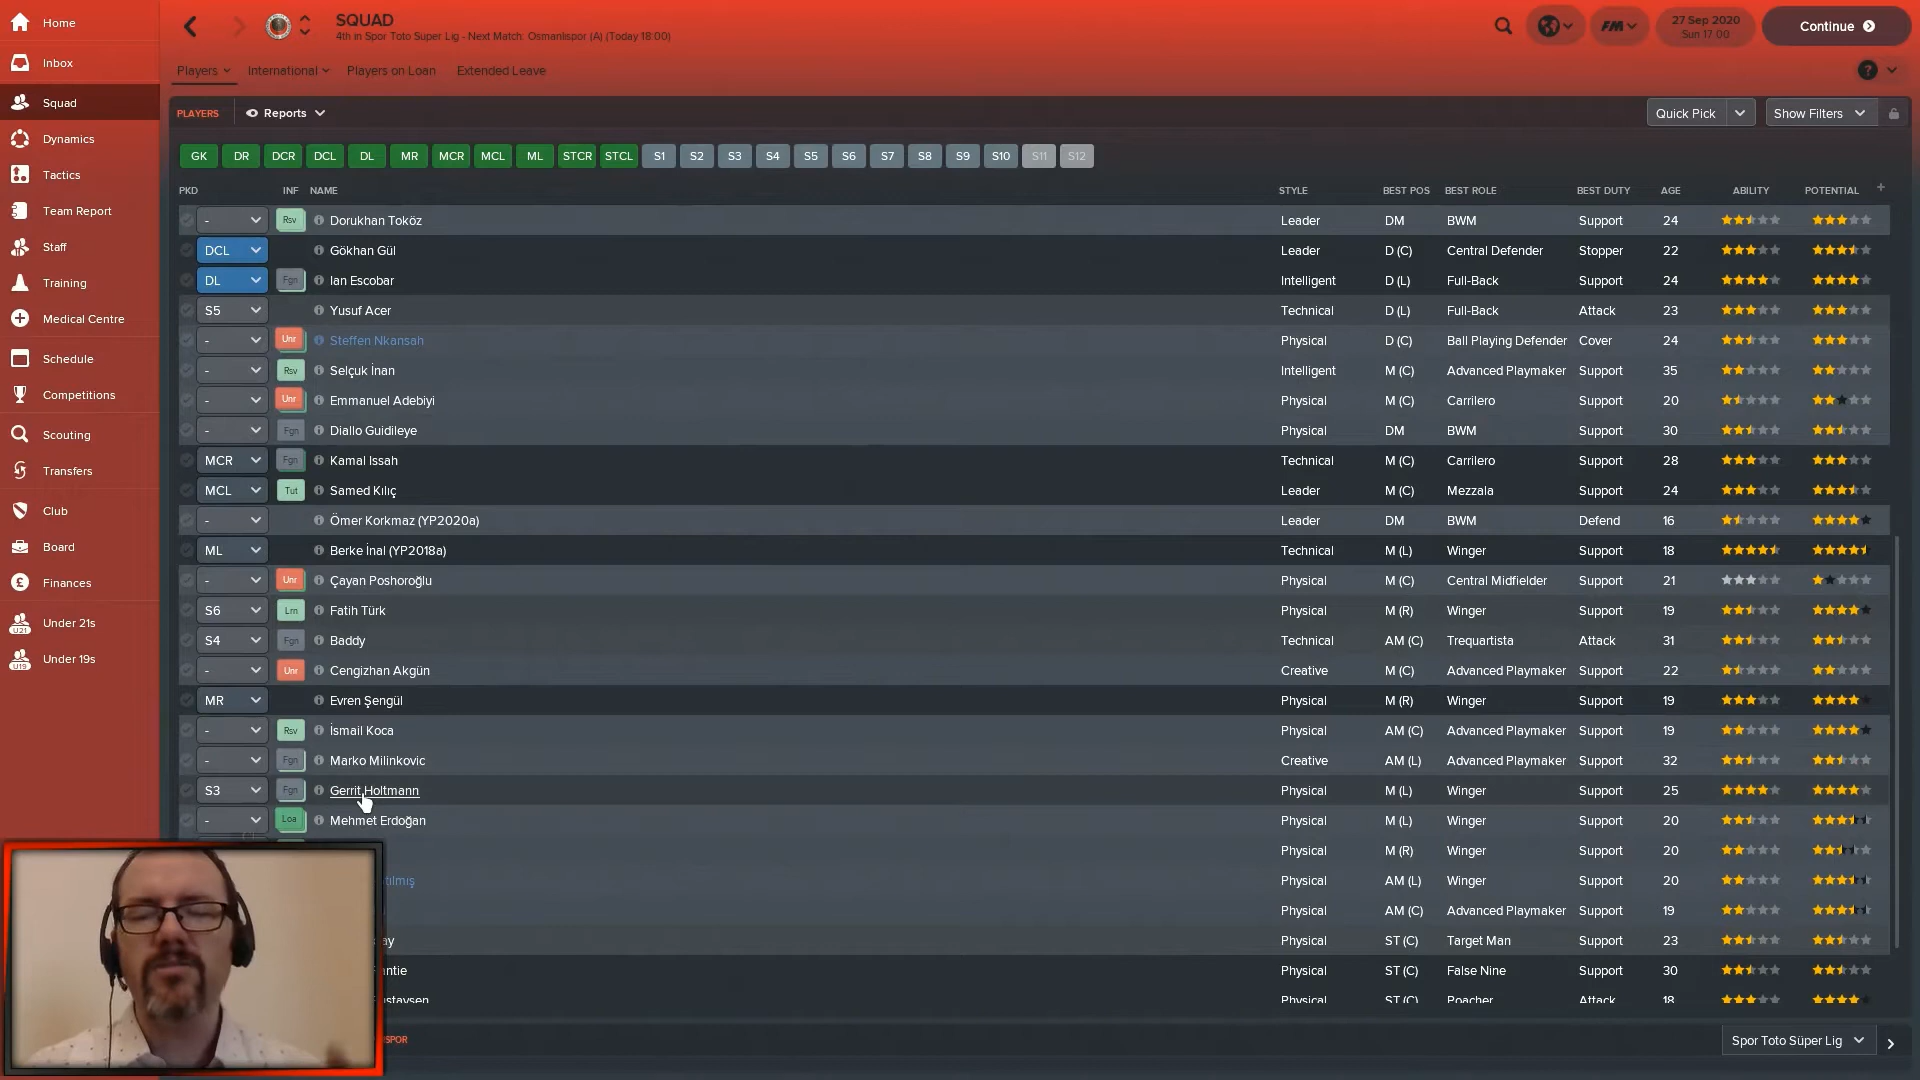 Home
Inbox
Squad
Dynamics
Tactics
Team Report
Staff
Training
Medical Centre
Schedule
Competitions
Scouting
Transfers
Club
Board
Finances
U21
Under 21s
U19
Under 19s
SQUAD
4th in Spor Toto Super Lig - Next Match: Osmanlıspor (A) (Today 18:00)
FM
27 Sep 2020
Sun 17:00
Continue
Players International Players on Loan Extended Leave
?
PLAYERS Reports Quick Pick Show Filters
GK DR DCR DCL DL MR MCR MCL ML STCR STCL S1 S2 S3 S4 S5 S6 S7 S8 S9 S10 S11 S12
PKD INF NAME STYLE BEST POS BEST ROLE BEST DUTY AGE ABILITY POTENTIAL +
- Rsv Dorukhan Toköz Leader DM BWM Support 24
DCL Gökhan Gül Leader D (C) Central Defender Stopper 22
DL Fgn Ian Escobar Intelligent D (L) Full-Back Support 24
S5 Yusuf Acer Technical D (L) Full-Back Attack 23
- Unr Steffen Nkansah Physical D (C) Ball Playing Defender Cover 24
- Rsv Selçuk İnan Intelligent M (C) Advanced Playmaker Support 35
- Unr Emmanuel Adebiyi Physical M (C) Carrilero Support 20
- Fgn Diallo Guidileye Physical DM BWM Support 30
MCR Fgn Kamal Issah Technical M (C) Carrilero Support 28
MCL Tut Samed Kılıç Leader M (C) Mezzala Support 24
- Ömer Korkmaz (YP2020a) Leader DM BWM Defend 16
ML Berke İnal (YP2018a) Technical M (L) Winger Support 18
- Unr Çayan Poshoroğlu Physical M (C) Central Midfielder Support 21
S6 Lrn Fatih Türk Physical M (R) Winger Support 19
S4 Fgn Baddy Technical AM (C) Trequartista Attack 31
- Unr Cengizhan Akgün Creative M (C) Advanced Playmaker Support 22
MR Evren Şengül Physical M (R) Winger Support 19
- Rsv İsmail Koca Physical AM (C) Advanced Playmaker Support 19
- Fgn Marko Milinkovic Creative AM (L) Advanced Playmaker Support 32
S3 Fgn Gerrit Holtmann Physical M (L) Winger Support 25
- Loa Mehmet Erdoğan Physical M (L) Winger Support 20
Physical M (R) Winger Support 20
tılmış Physical AM (L) Winger Support 20
Physical AM (C) Advanced Playmaker Support 19
ay Physical ST (C) Target Man Support 23
ntie Physical ST (C) False Nine Support 30
stavsen Physical ST (C) Poacher Attack 18
SPOR
Spor Toto Süper Lig